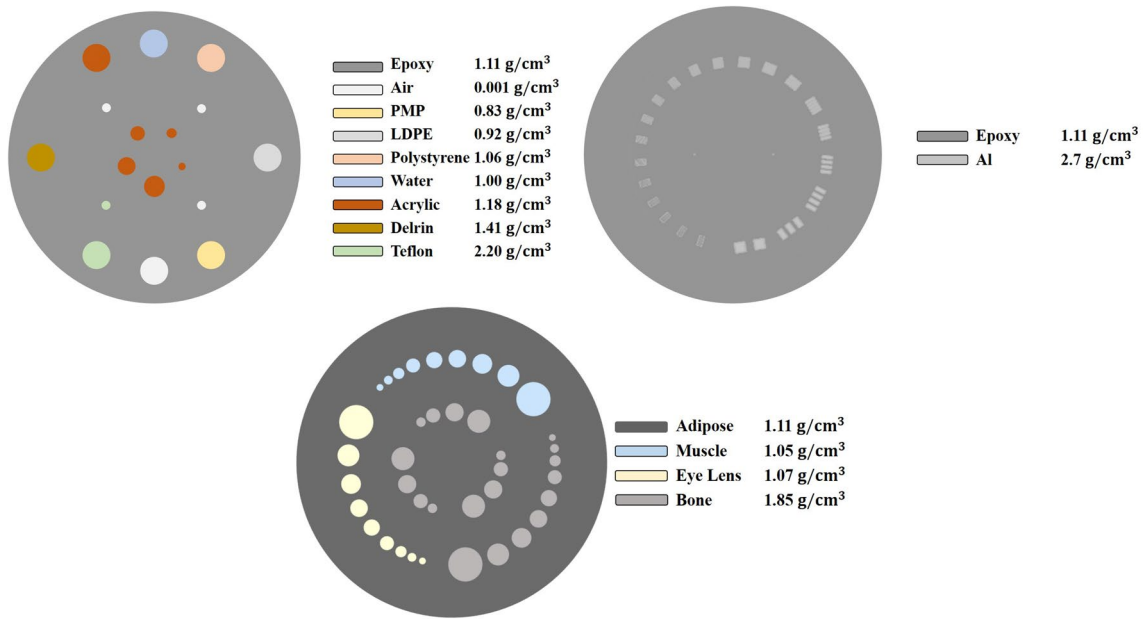 Epoxy 1.11 g/cm³
Air 0.001 g/cm³
PMP 0.83 g/cm³
LDPE 0.92 g/cm³
Polystyrene 1.06 g/cm³
Water 1.00 g/cm³
Acrylic 1.18 g/cm³
Delrin 1.41 g/cm³
Teflon 2.20 g/cm³
Epoxy 1.11 g/cm³
Al 2.7 g/cm³
Adipose 1.11 g/cm³
Muscle 1.05 g/cm³
Eye Lens 1.07 g/cm³
Bone 1.85 g/cm³